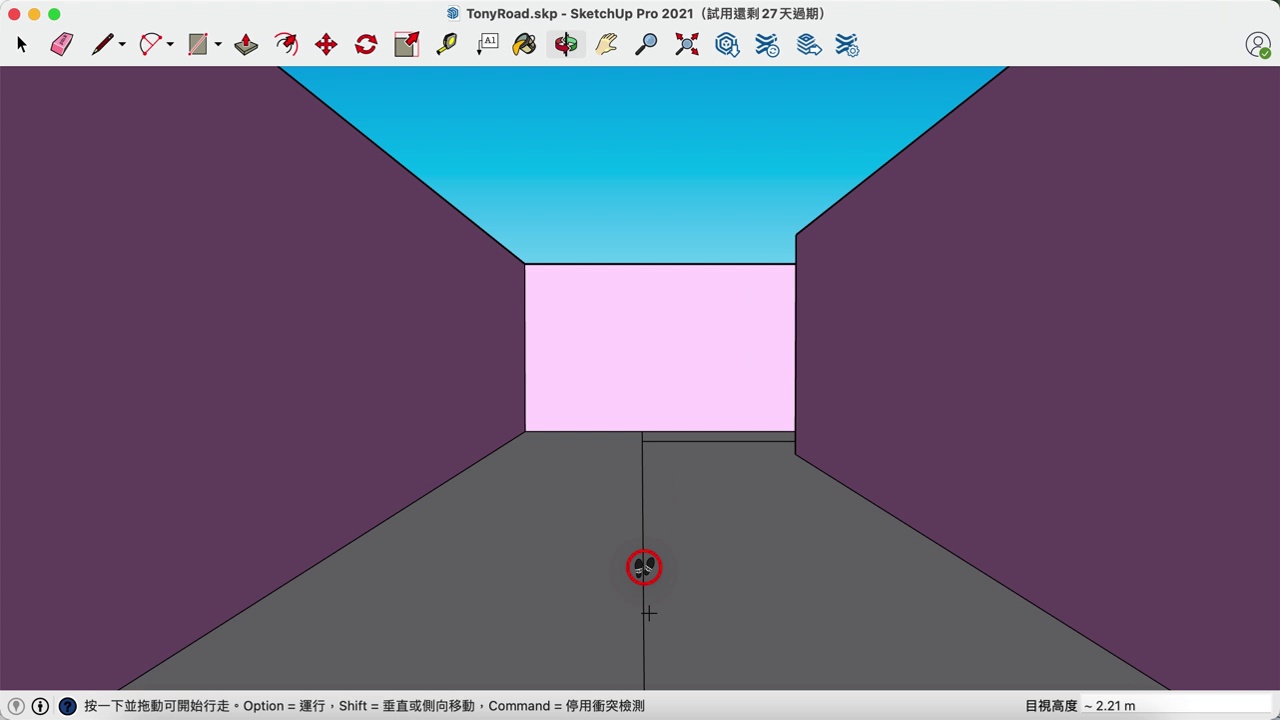 TonyRoad.skp - SketchUp Pro 2021（試用還剩 27 天過期）
A1
按一下並拖動可開始行走。Option = 運行，Shift = 垂直或側向移動，Command = 停用衝突檢測
目視高度 ~ 2.21 m